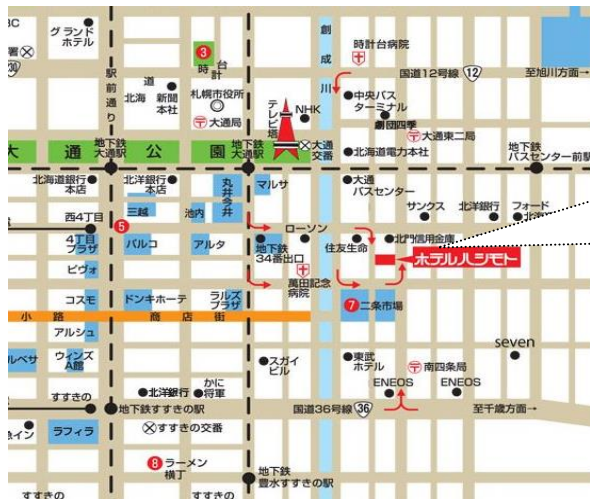 グランド
ホテル
3
創成川
時計台病院
署
30
駅前通り
北海道
新聞本社
時計台
札幌市役所
大通局
テレビ塔
NHK
中央バス
ターミナル
劇団四季
国道12号線
12
至旭川方面→
大通東二局
大通公園
地下鉄
大通駅
地下鉄
大通駅
大通
交番
北海道電力本社
地下鉄
バスセンター前駅
北海道銀行
本店
北洋銀行
本店
丸井今井
マルサ
大通
バスセンター
三越
池内
サンクス
北洋銀行
フォード
西4丁目
5
ローソン
4丁目
プラザ
パルコ
アルタ
地下鉄
34番出口
住友生命
北門信用金庫
ホテルハシモト
ピヴォ
萬田記念
病院
コスモ
ドンキホーテ
ラルズ
プラザ
7
二条市場
小路商店街
アルシュ
ルベサ
ウィンズ
A館
スガイ
ビル
東武
ホテル
南四条局
seven
すすきの
北洋銀行
かに
将軍
ENEOS
ENEOS
地下鉄すすきの駅
国道36号線
36
至千歳方面→
イン
ラフィラ
すすきの交番
8
ラーメン
横丁
地下鉄
豊水すすきの駅
すすきの
すすきの